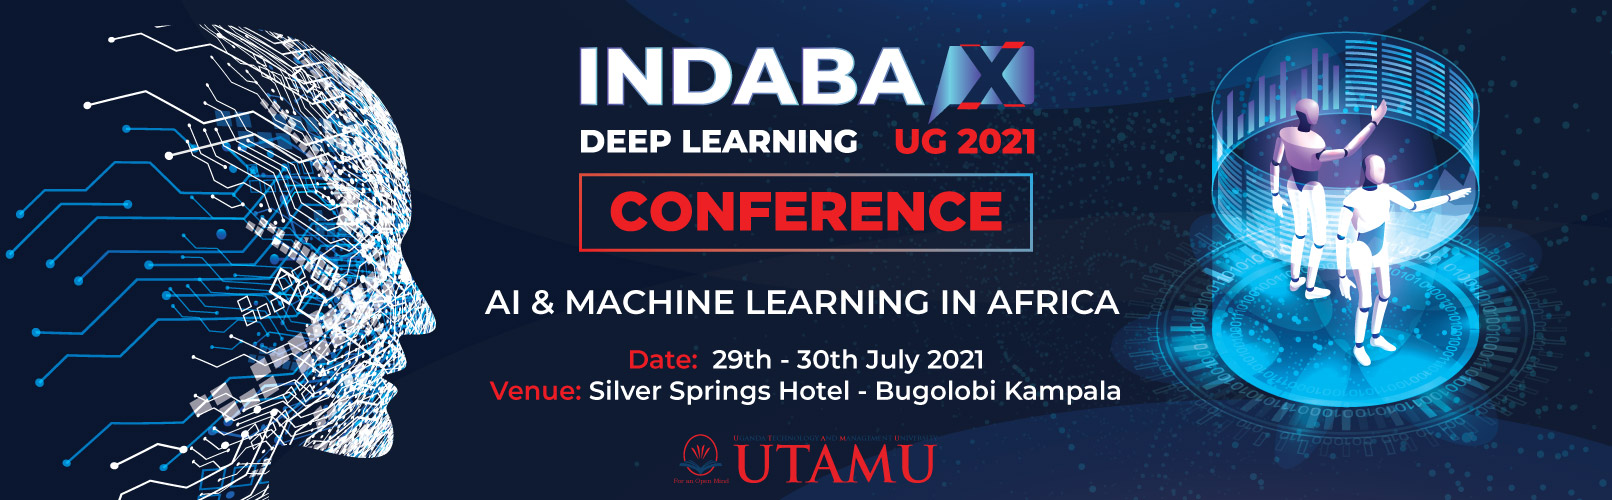 INDABA X
DEEP LEARNING UG 2021
CONFERENCE
AI & MACHINE LEARNING IN AFRICA
Date: 29th - 30th July 2021
Venue: Silver Springs Hotel - Bugolobi Kampala
UGANDA TECHNOLOGY AND MANAGEMENT UNIVERSITY
UTAMU
For an Open Mind